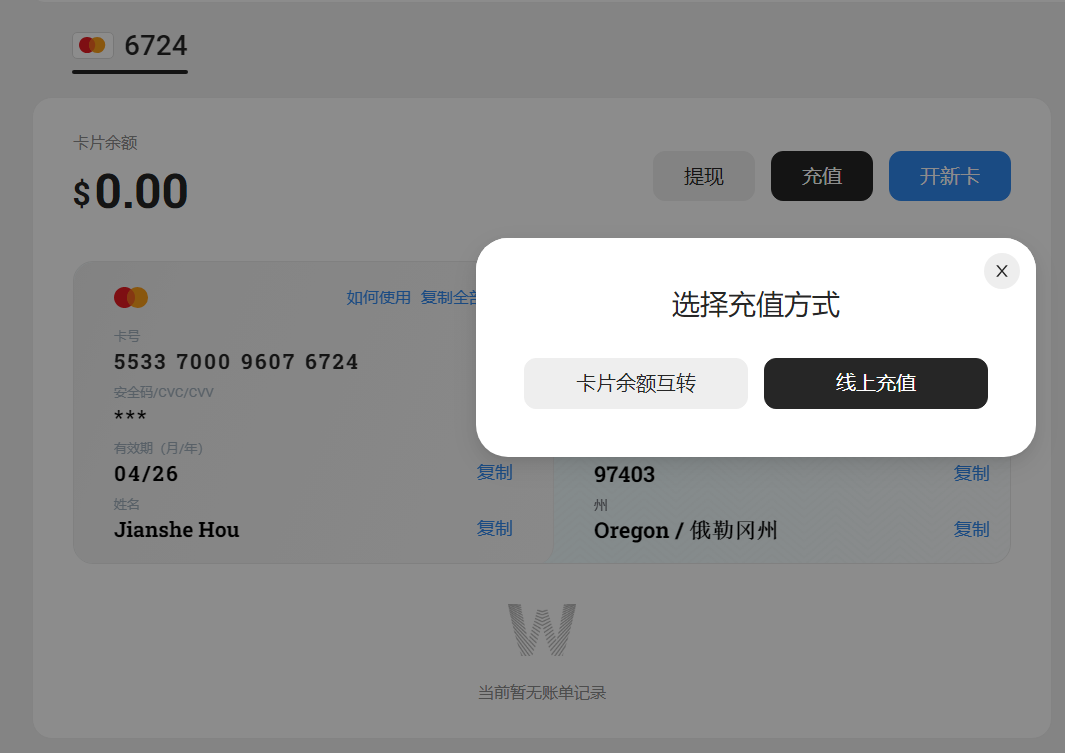 6724
卡片余额
$0.00
提现 充值 开新卡
X
选择充值方式
卡片余额互转 线上充值
如何使用 复制全部
卡号
5533 7000 9607 6724
安全码/CVC/CVV
***
有效期（月/年）
04/26 复制
姓名
Jianshe Hou 复制
97403 复制
州
Oregon / 俄勒冈州 复制
当前暂无账单记录